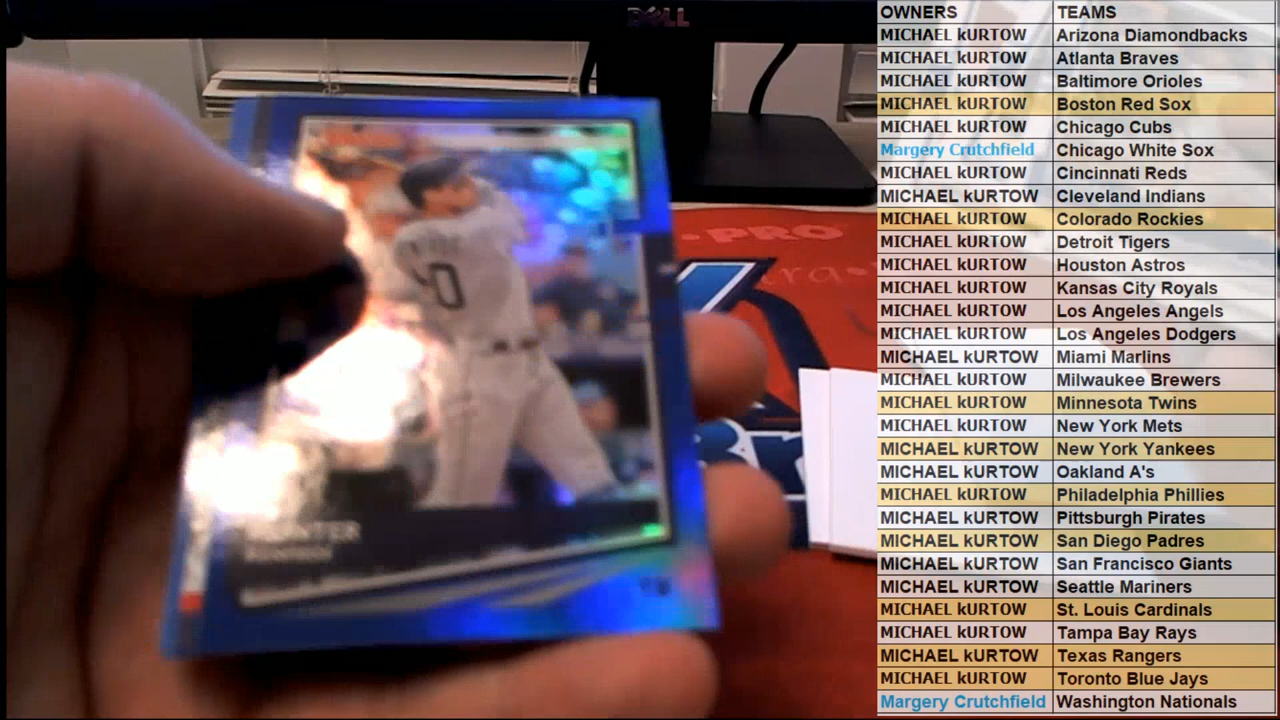 DELL
OWNERS TEAMS
MICHAEL kURTOW Arizona Diamondbacks
MICHAEL kURTOW Atlanta Braves
MICHAEL kURTOW Baltimore Orioles
MICHAEL kURTOW Boston Red Sox
MICHAEL kURTOW Chicago Cubs
Margery Crutchfield Chicago White Sox
MICHAEL kURTOW Cincinnati Reds
MICHAEL kURTOW Cleveland Indians
MICHAEL kURTOW Colorado Rockies
MICHAEL kURTOW Detroit Tigers
MICHAEL kURTOW Houston Astros
MICHAEL kURTOW Kansas City Royals
MICHAEL kURTOW Los Angeles Angels
MICHAEL kURTOW Los Angeles Dodgers
MICHAEL kURTOW Miami Marlins
MICHAEL kURTOW Milwaukee Brewers
MICHAEL kURTOW Minnesota Twins
MICHAEL kURTOW New York Mets
MICHAEL kURTOW New York Yankees
MICHAEL kURTOW Oakland A's
MICHAEL kURTOW Philadelphia Phillies
MICHAEL kURTOW Pittsburgh Pirates
MICHAEL kURTOW San Diego Padres
MICHAEL kURTOW San Francisco Giants
MICHAEL kURTOW Seattle Mariners
MICHAEL kURTOW St. Louis Cardinals
MICHAEL kURTOW Tampa Bay Rays
MICHAEL kURTOW Texas Rangers
MICHAEL kURTOW Toronto Blue Jays
Margery Crutchfield Washington Nationals
-PRO
40